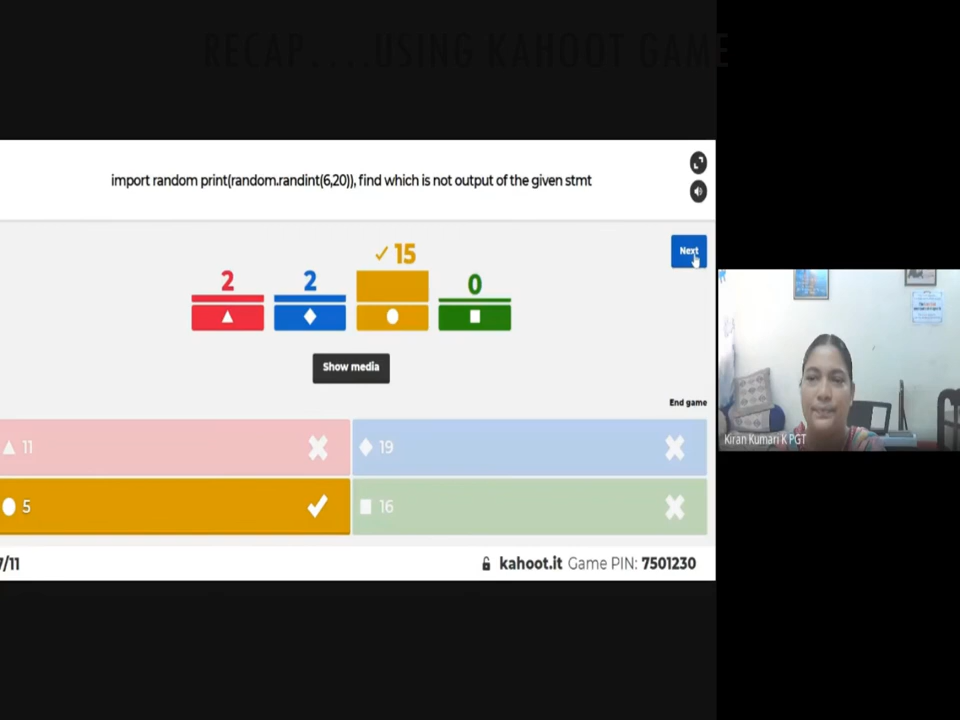 RECAP....USING KAHOOT GAME
import random print(random.randint(6,20)), find which is not output of the given stmt
Next
2
2
15
0
Show media
End game
11
19
5
16
7/11
kahoot.it Game PIN: 7501230
Kiran Kumari K PGT